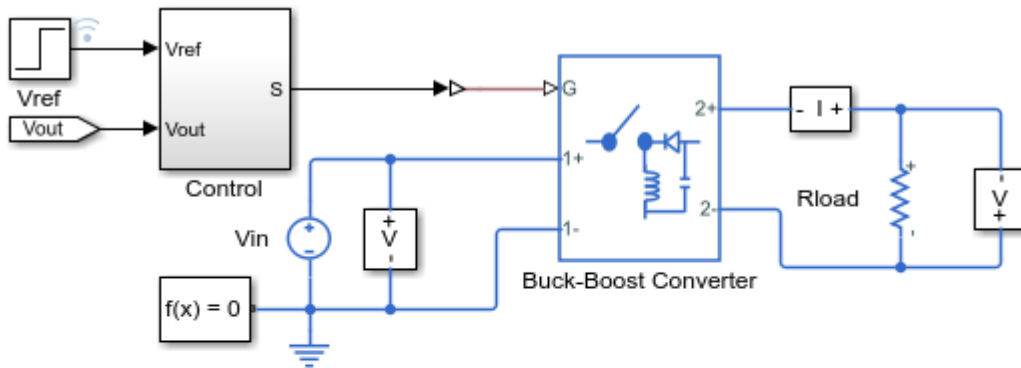 Vref
Vout
Vref
Vout
S
Control
Vin
+
-
+
V
-
f(x) = 0
G
1+
1-
2+
2-
Buck-Boost Converter
- I +
Rload
+
-
-
V
+